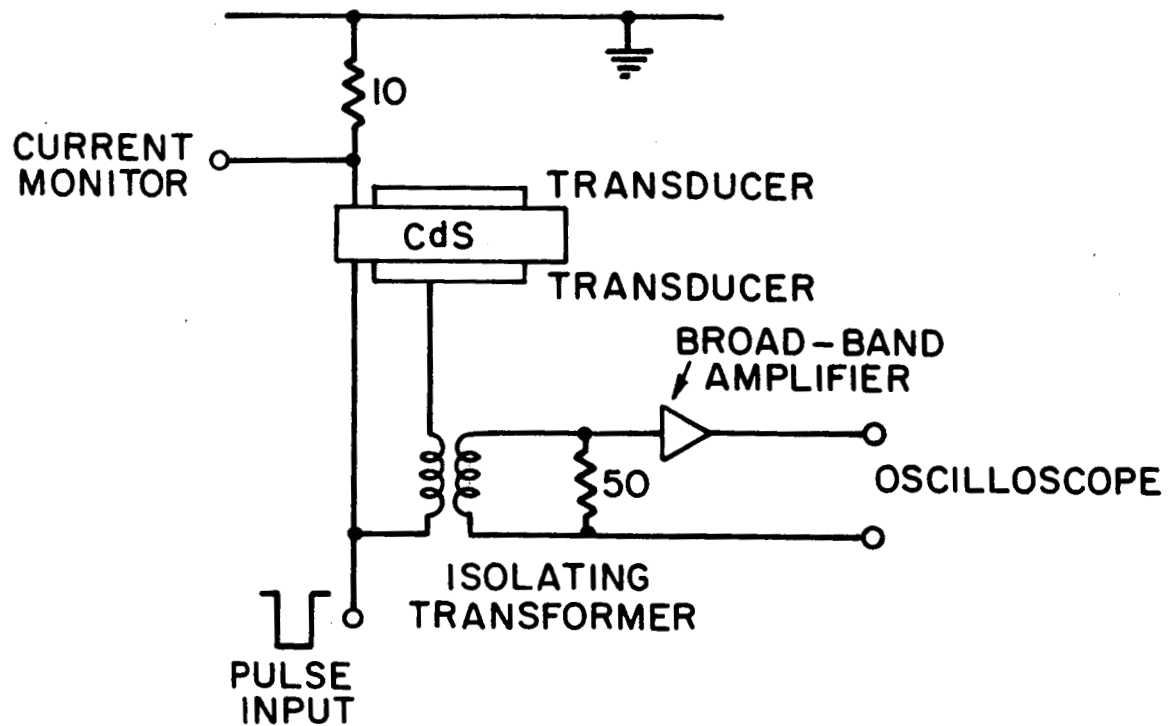 10
CURRENT
MONITOR
TRANSDUCER
CdS
TRANSDUCER
BROAD-BAND
AMPLIFIER
50
OSCILLOSCOPE
ISOLATING
TRANSFORMER
PULSE
INPUT